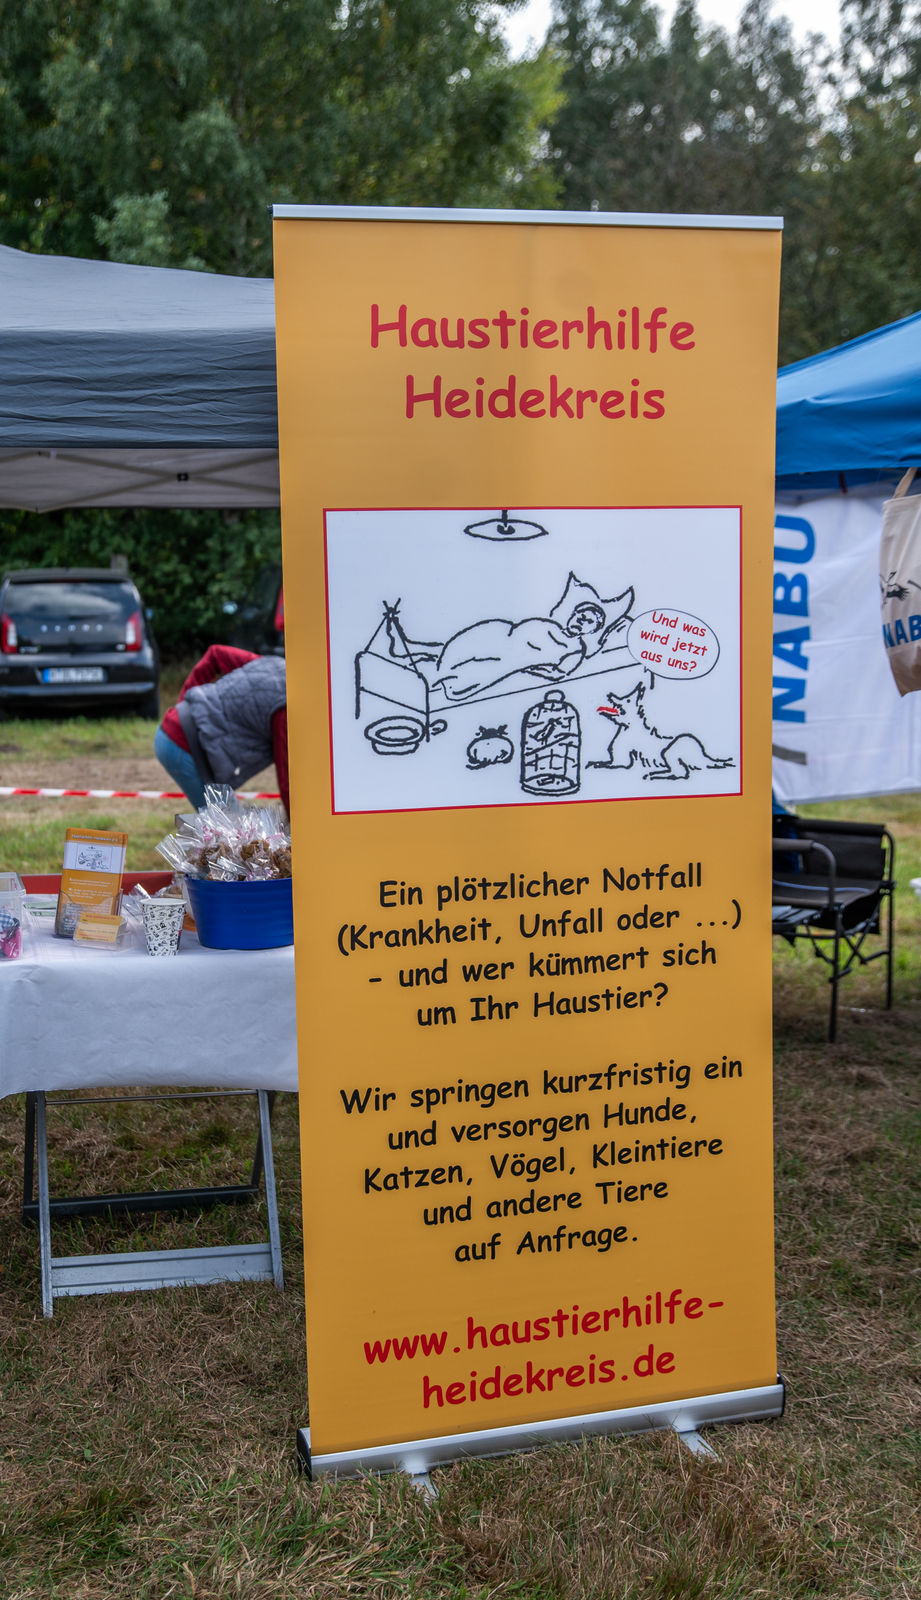 Haustierhilfe
Heidekreis
Und was
wird jetzt
aus uns?
Ein plötzlicher Notfall
(Krankheit, Unfall oder ...)
- und wer kümmert sich
um Ihr Haustier?
Wir springen kurzfristig ein
und versorgen Hunde,
Katzen, Vögel, Kleintiere
und andere Tiere
auf Anfrage.
www.haustierhilfe-
heidekreis.de
NABU
NABU